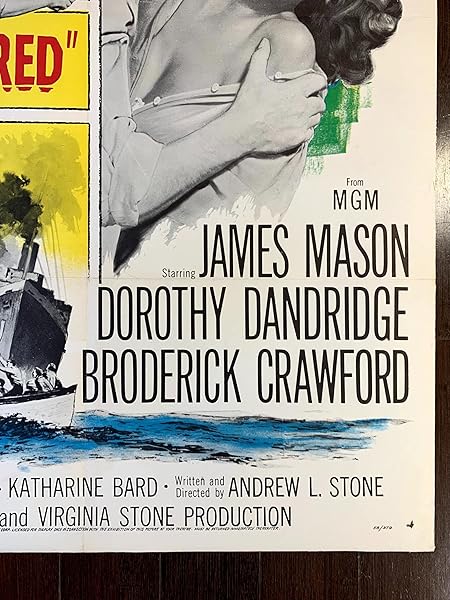 RED"
From
MGM
Starring JAMES MASON
DOROTHY DANDRIDGE
BRODERICK CRAWFORD
· KATHARINE BARD · Written and Directed by ANDREW L. STONE
and VIRGINIA STONE PRODUCTION